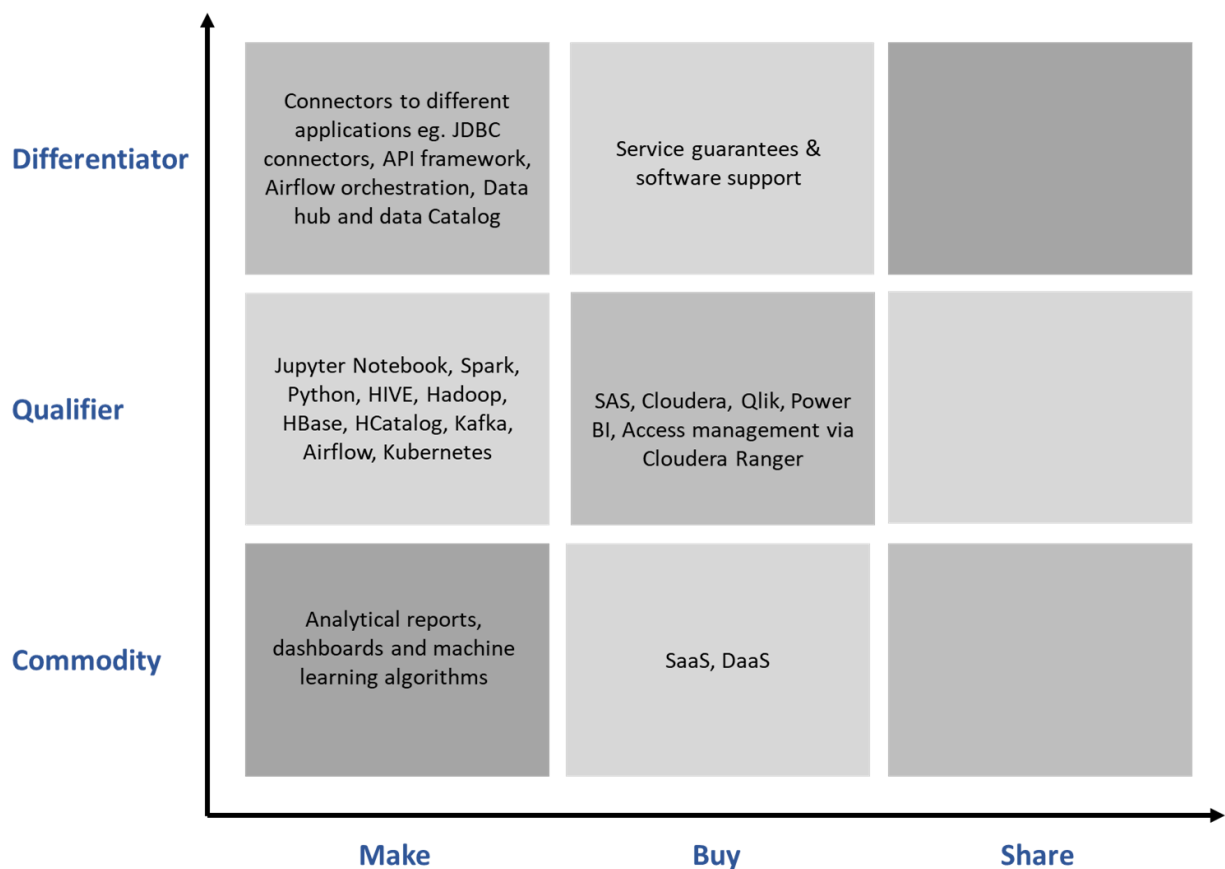 Differentiator
Connectors to different
applications eg. JDBC
connectors, API framework,
Airflow orchestration, Data
hub and data Catalog
Service guarantees &
software support
Qualifier
Jupyter Notebook, Spark,
Python, HIVE, Hadoop,
HBase, HCatalog, Kafka,
Airflow, Kubernetes
SAS, Cloudera, Qlik, Power
BI, Access management via
Cloudera Ranger
Commodity
Analytical reports,
dashboards and machine
learning algorithms
SaaS, DaaS
Make
Buy
Share